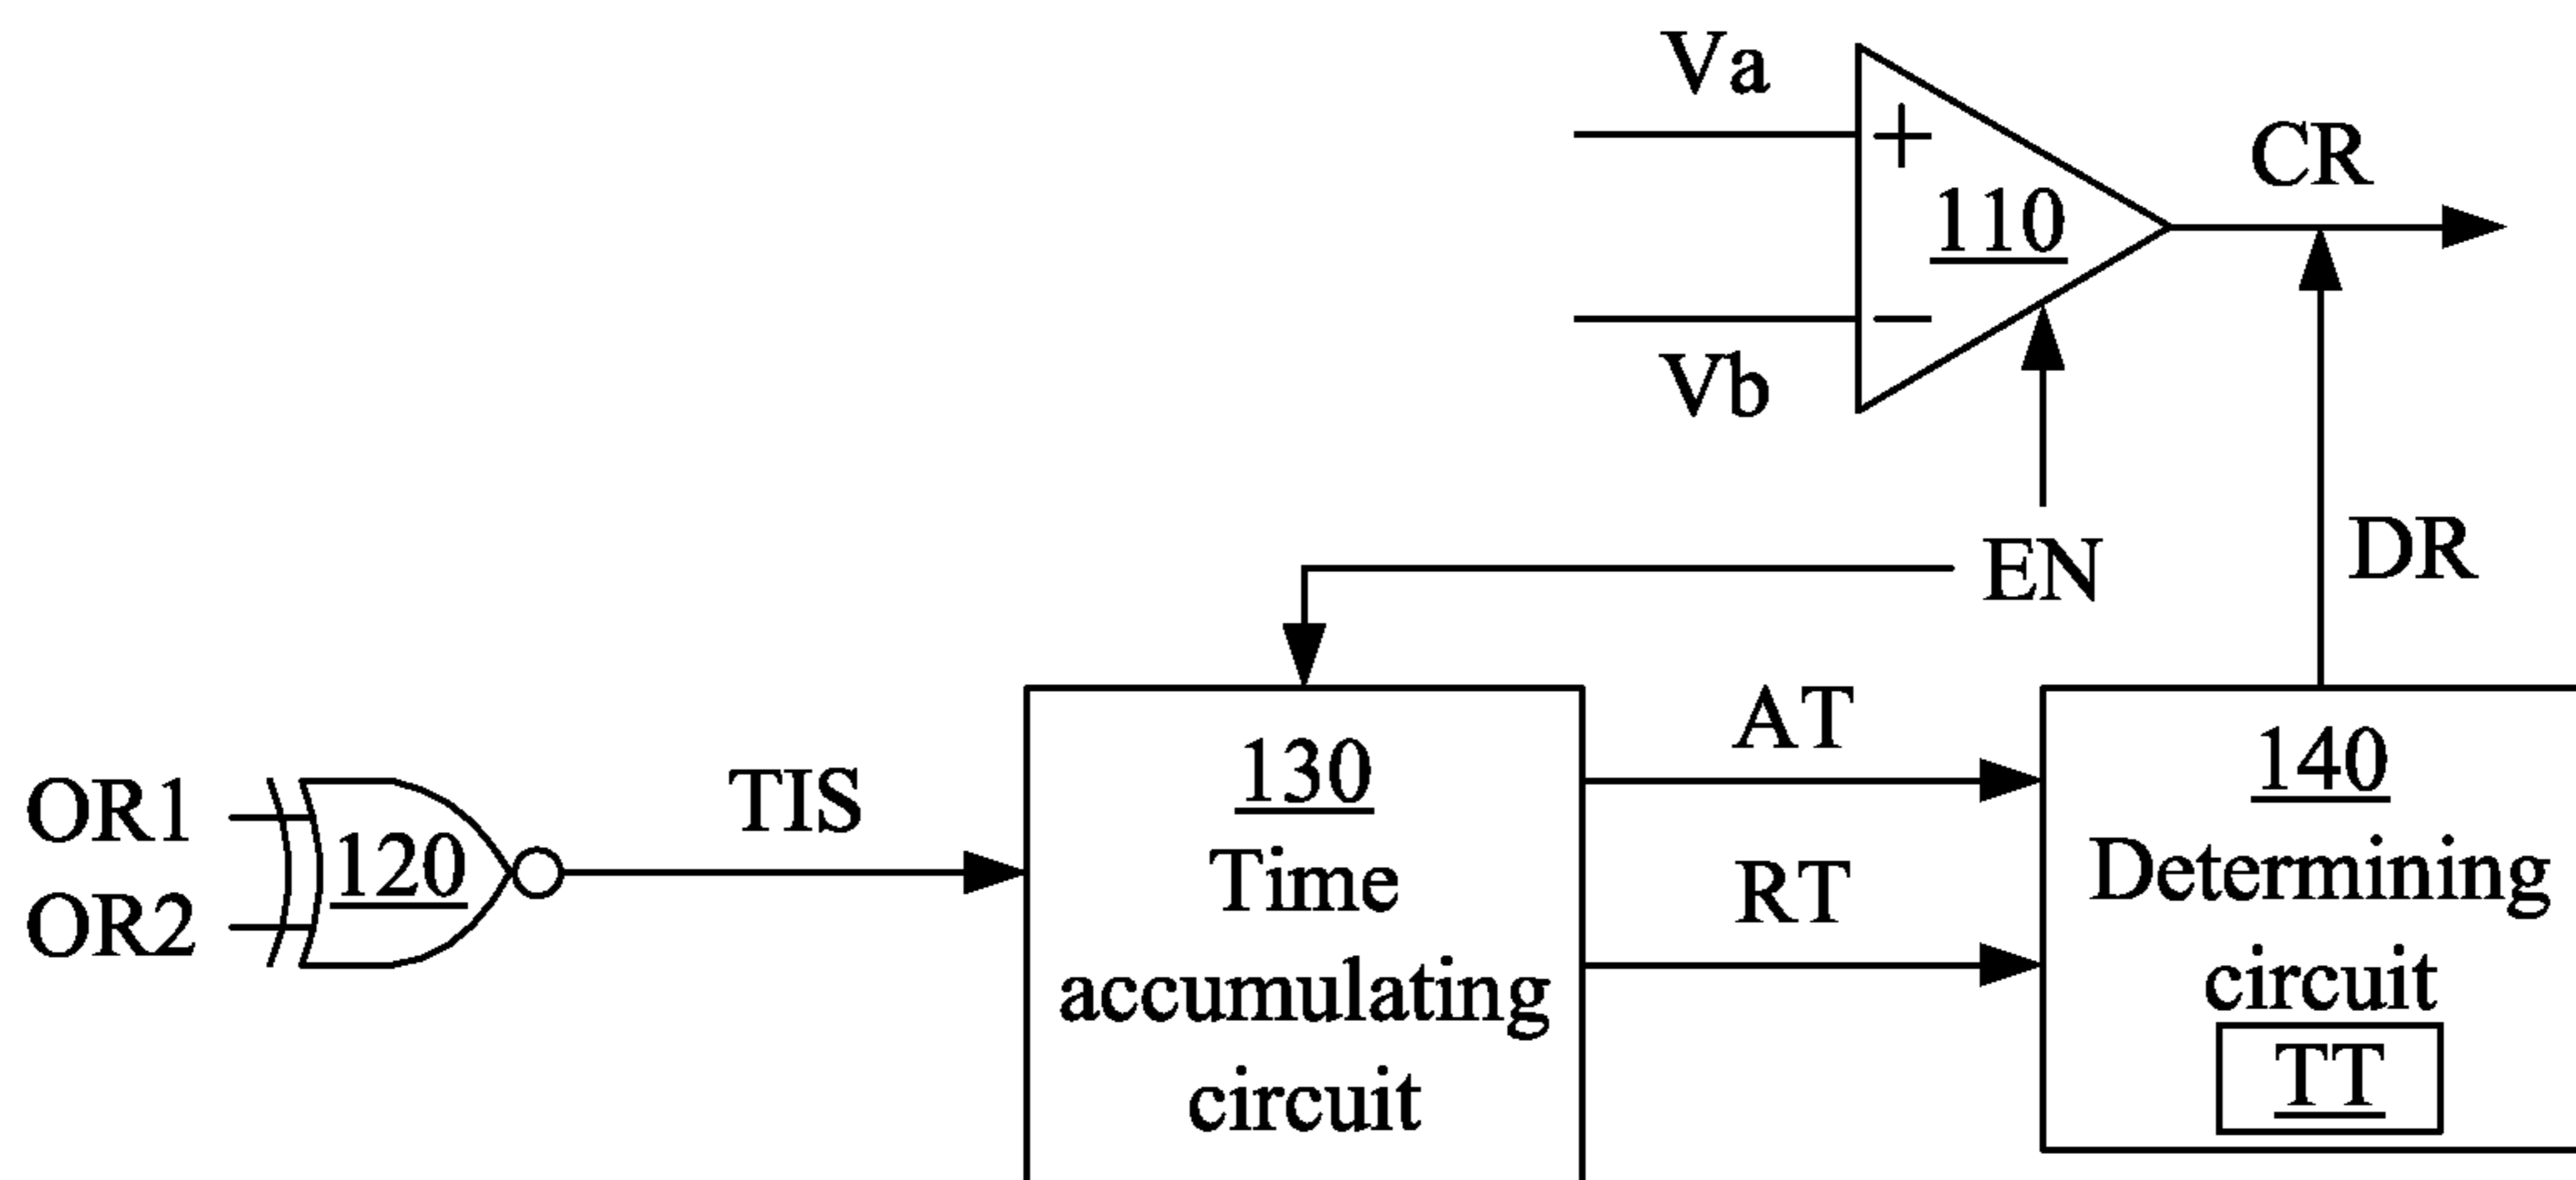 Va
+
110
CR
−
Vb
EN
DR
OR1
OR2
120
TIS
130
Time
accumulating
circuit
AT
RT
140
Determining
circuit
TT